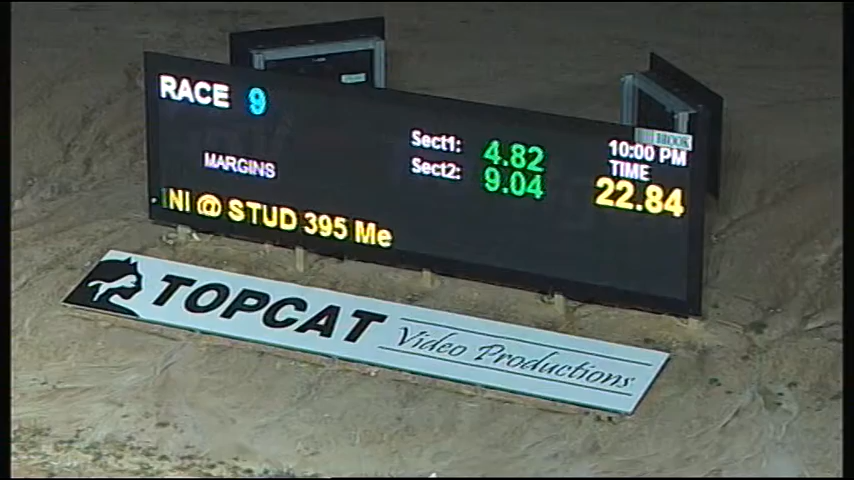 RACE 9
MARGINS
NI @ STUD 395 Me
Sect1: 4.82
Sect2: 9.04
10:00 PM
TIME
22.84
TOPCAT Video Productions